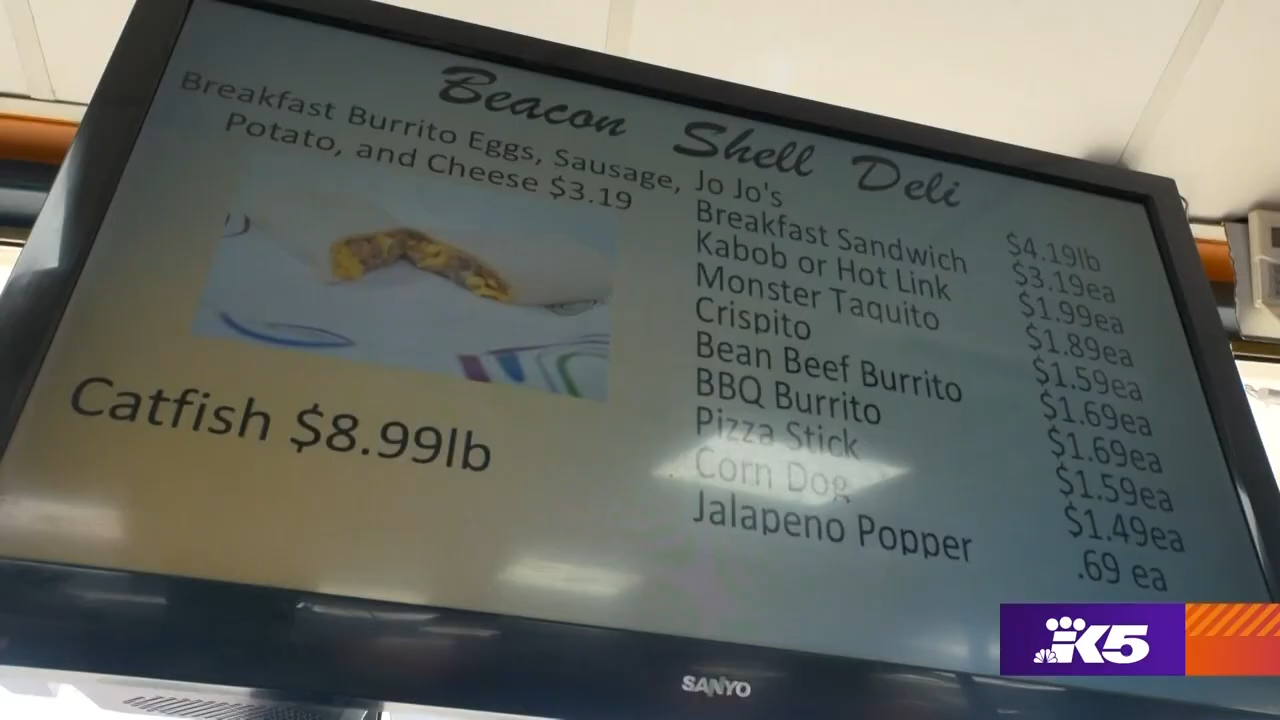 Beacon Shell Deli
Breakfast Burrito Eggs, Sausage,
Potato, and Cheese $3.19
Catfish $8.99lb
Jo Jo's $4.19lb
Breakfast Sandwich $3.19ea
Kabob or Hot Link $1.99ea
Monster Taquito $1.89ea
Crispito $1.59ea
Bean Beef Burrito $1.69ea
BBQ Burrito $1.69ea
Pizza Stick $1.59ea
Corn Dog $1.49ea
Jalapeno Popper .69 ea
SANYO
K5